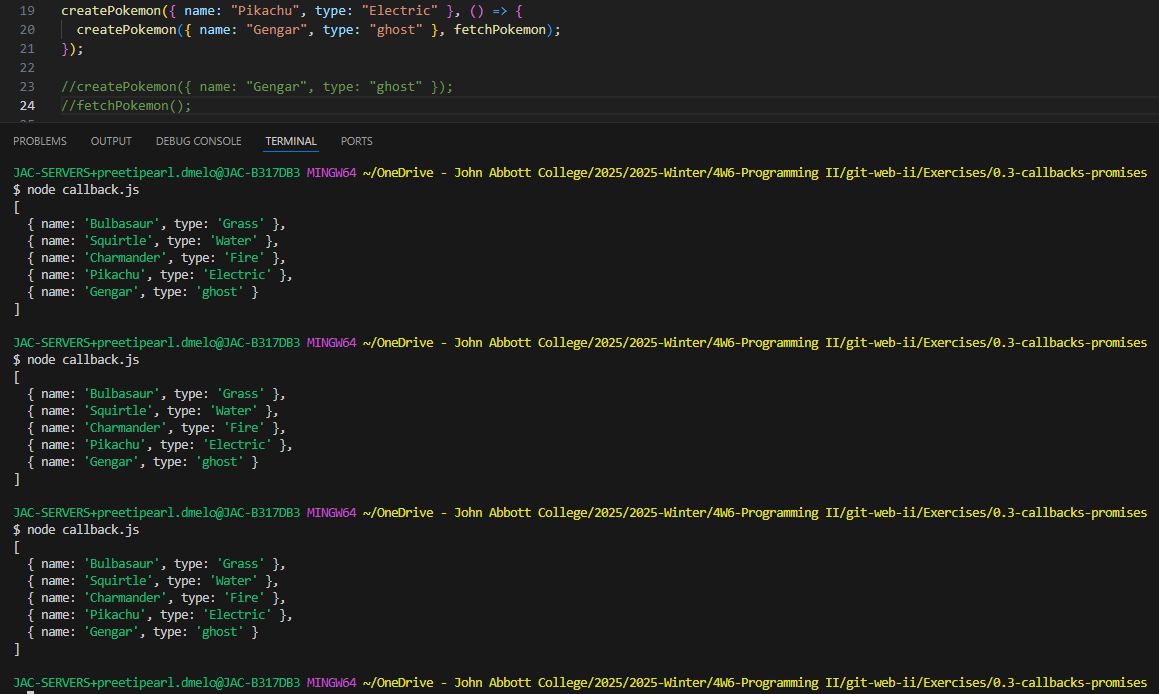 19 createPokemon({ name: "Pikachu", type: "Electric" }, () => {
20 createPokemon({ name: "Gengar", type: "ghost" }, fetchPokemon);
21 });
22
23 //createPokemon({ name: "Gengar", type: "ghost" });
24 //fetchPokemon();
PROBLEMS OUTPUT DEBUG CONSOLE TERMINAL PORTS
JAC-SERVERS+preetipearl.dmelo@JAC-B317DB3 MINGW64 ~/OneDrive - John Abbott College/2025/2025-Winter/4W6-Programming II/git-web-ii/Exercises/0.3-callbacks-promises
$ node callback.js
[
{ name: 'Bulbasaur', type: 'Grass' },
{ name: 'Squirtle', type: 'Water' },
{ name: 'Charmander', type: 'Fire' },
{ name: 'Pikachu', type: 'Electric' },
{ name: 'Gengar', type: 'ghost' }
]
JAC-SERVERS+preetipearl.dmelo@JAC-B317DB3 MINGW64 ~/OneDrive - John Abbott College/2025/2025-Winter/4W6-Programming II/git-web-ii/Exercises/0.3-callbacks-promises
$ node callback.js
[
{ name: 'Bulbasaur', type: 'Grass' },
{ name: 'Squirtle', type: 'Water' },
{ name: 'Charmander', type: 'Fire' },
{ name: 'Pikachu', type: 'Electric' },
{ name: 'Gengar', type: 'ghost' }
]
JAC-SERVERS+preetipearl.dmelo@JAC-B317DB3 MINGW64 ~/OneDrive - John Abbott College/2025/2025-Winter/4W6-Programming II/git-web-ii/Exercises/0.3-callbacks-promises
$ node callback.js
[
{ name: 'Bulbasaur', type: 'Grass' },
{ name: 'Squirtle', type: 'Water' },
{ name: 'Charmander', type: 'Fire' },
{ name: 'Pikachu', type: 'Electric' },
{ name: 'Gengar', type: 'ghost' }
]
JAC-SERVERS+preetipearl.dmelo@JAC-B317DB3 MINGW64 ~/OneDrive - John Abbott College/2025/2025-Winter/4W6-Programming II/git-web-ii/Exercises/0.3-callbacks-promises